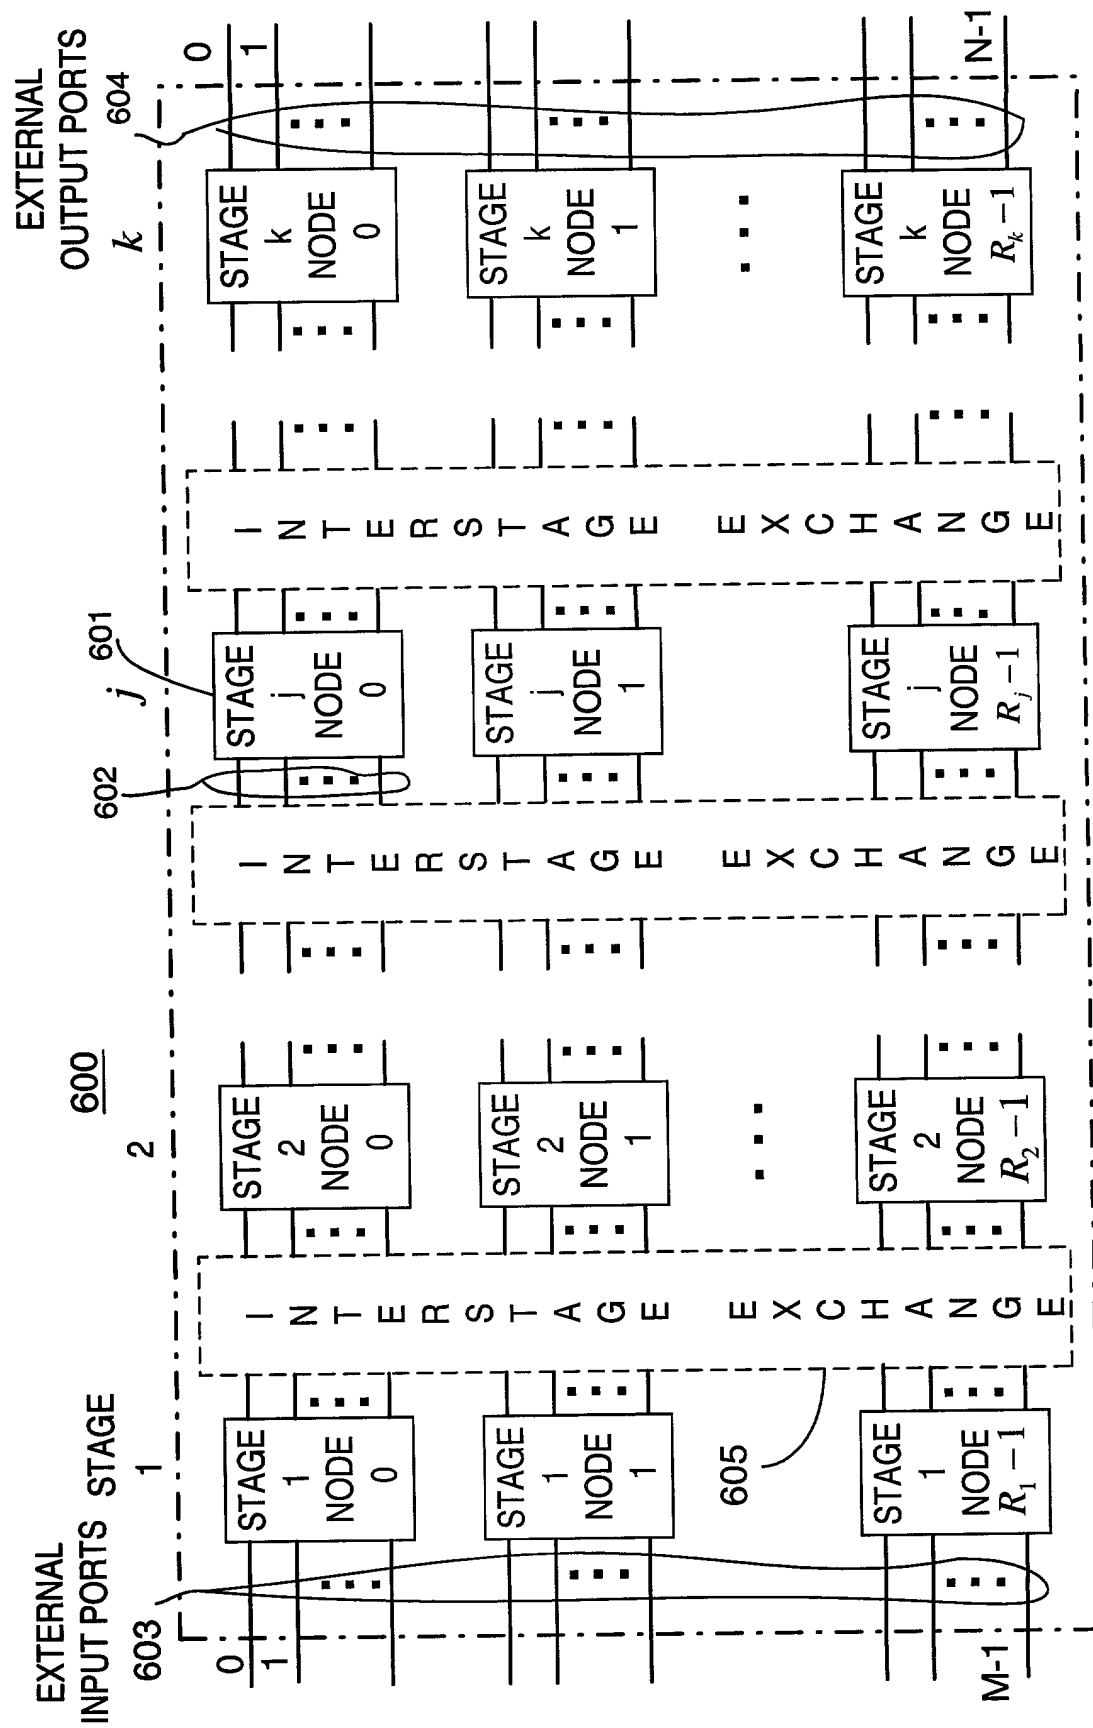 EXTERNAL
INPUT PORTS
STAGE
EXTERNAL
OUTPUT PORTS
600
1
2
j
k
603
601
602
604
605
0
1
M-1
0
1
N-1
STAGE
1
NODE
0
STAGE
1
NODE
1
STAGE
1
NODE
R₁−1
INTERSTAGE EXCHANGE
STAGE
2
NODE
0
STAGE
2
NODE
1
STAGE
2
NODE
R₂−1
INTERSTAGE EXCHANGE
STAGE
j
NODE
0
STAGE
j
NODE
1
STAGE
j
NODE
Rⱼ−1
INTERSTAGE EXCHANGE
STAGE
k
NODE
0
STAGE
k
NODE
1
STAGE
k
NODE
Rₖ−1